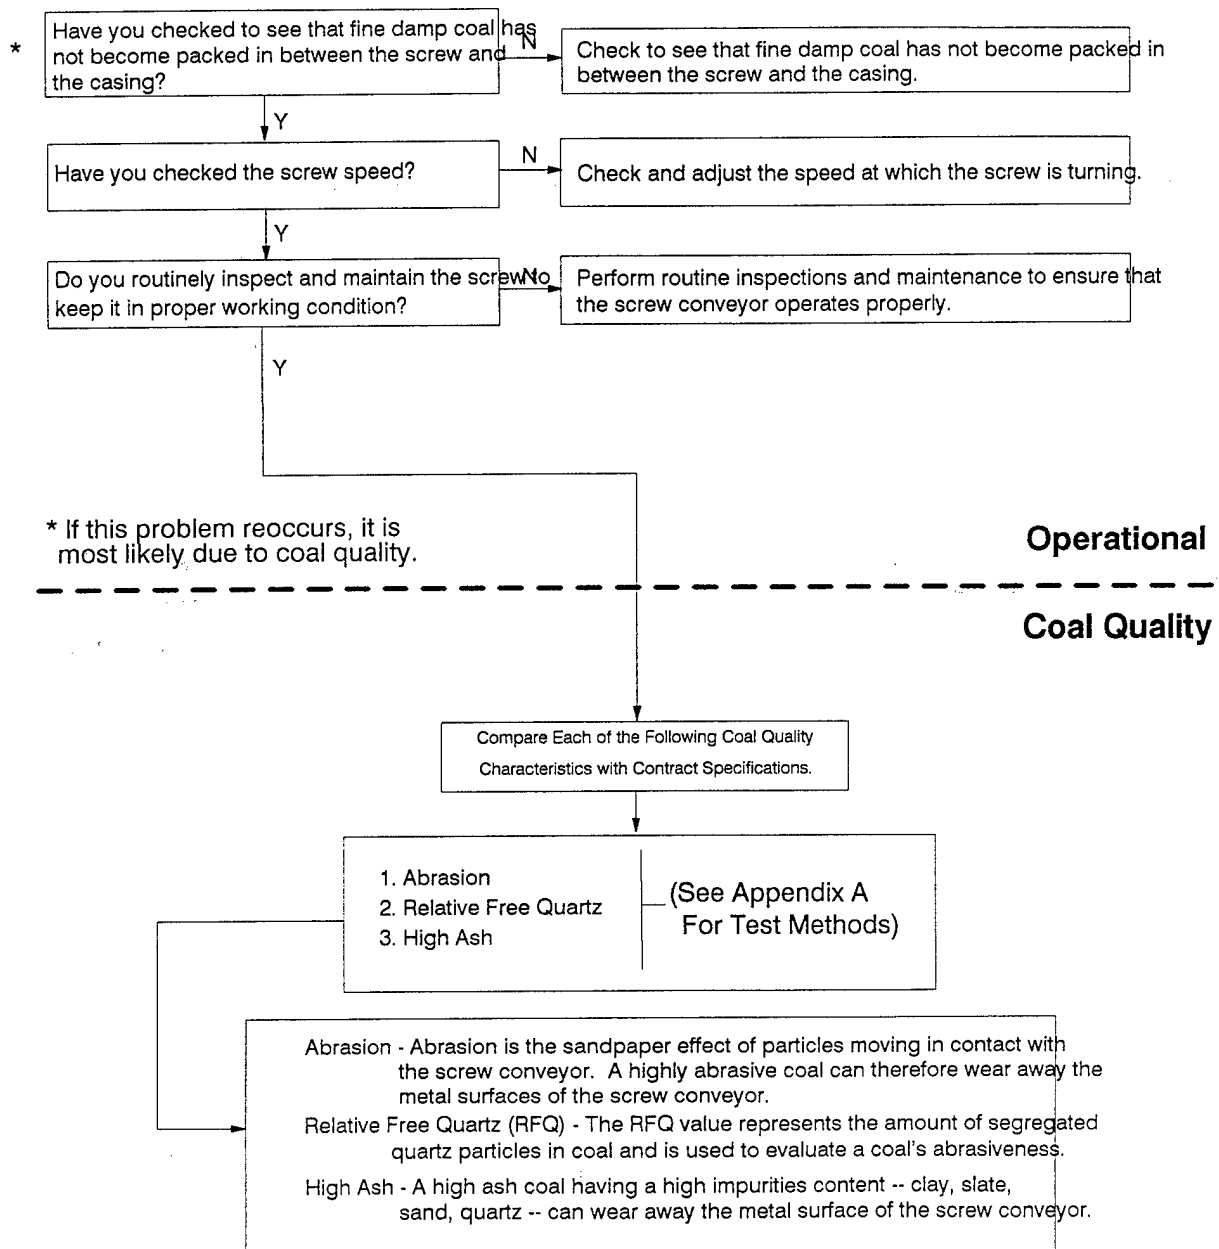 *
Have you checked to see that fine damp coal has
not become packed in between the screw and
the casing?
N
Check to see that fine damp coal has not become packed in
between the screw and the casing.
Y
Have you checked the screw speed?
N
Check and adjust the speed at which the screw is turning.
Y
Do you routinely inspect and maintain the screw to
keep it in proper working condition?
N
Perform routine inspections and maintenance to ensure that
the screw conveyor operates properly.
Y
* If this problem reoccurs, it is
most likely due to coal quality.
Operational
Coal Quality
Compare Each of the Following Coal Quality
Characteristics with Contract Specifications.
1. Abrasion
2. Relative Free Quartz
3. High Ash
(See Appendix A
For Test Methods)
Abrasion - Abrasion is the sandpaper effect of particles moving in contact with
the screw conveyor. A highly abrasive coal can therefore wear away the
metal surfaces of the screw conveyor.
Relative Free Quartz (RFQ) - The RFQ value represents the amount of segregated
quartz particles in coal and is used to evaluate a coal's abrasiveness.
High Ash - A high ash coal having a high impurities content -- clay, slate,
sand, quartz -- can wear away the metal surface of the screw conveyor.